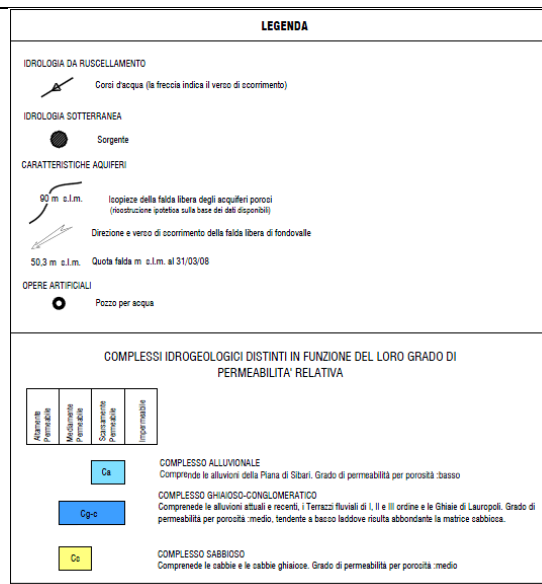 LEGENDA
IDROLOGIA DA RUSCELLAMENTO
Corsi d'acqua (la freccia indica il verso di scorrimento)
IDROLOGIA SOTTERRANEA
Sorgente
CARATTERISTICHE AQUIFERI
90 m s.l.m.
Isopieze della falda libera degli acquiferi porosi
(ricostruzione ipotetica sulla base dei dati disponibili)
Direzione e verso di scorrimento della falda libera di fondovalle
50,3 m s.l.m. Quota falda m s.l.m. al 31/03/08
OPERE ARTIFICIALI
Pozzo per acqua
COMPLESSI IDROGEOLOGICI DISTINTI IN FUNZIONE DEL LORO GRADO DI
PERMEABILITA' RELATIVA
Altamente
Permeabile
Mediamente
Permeabile
Scarsamente
Permeabile
Impermeabile
Ca
COMPLESSO ALLUVIONALE
Comprende le alluvioni della Piana di Sibari. Grado di permeabilità per porosità :basso
Cg-c
COMPLESSO GHIAIOSO-CONGLOMERATICO
Comprenede le alluvioni attuali e recenti, i Terrazzi fluviali di I, II e III ordine e le Ghiaie di Lauropoli. Grado di
permeabilità per porosità :medio, tendente a basso laddove risulta abbondante la matrice sabbiosa.
Cs
COMPLESSO SABBIOSO
Comprenede le sabbie e le sabbie ghiaiose. Grado di permeabilità per porosità :medio